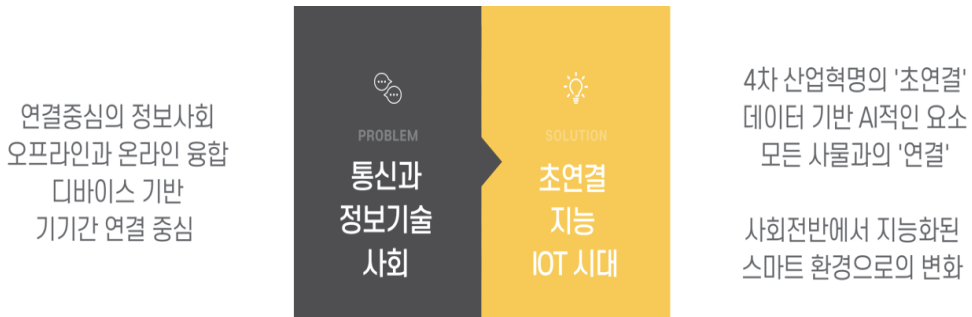 연결중심의 정보사회
오프라인과 온라인 융합
디바이스 기반
기기간 연결 중심
PROBLEM
통신과
정보기술
사회
SOLUTION
초연결
지능
IOT 시대
4차 산업혁명의 '초연결'
데이터 기반 AI적인 요소
모든 사물과의 '연결'
사회전반에서 지능화된
스마트 환경으로의 변화